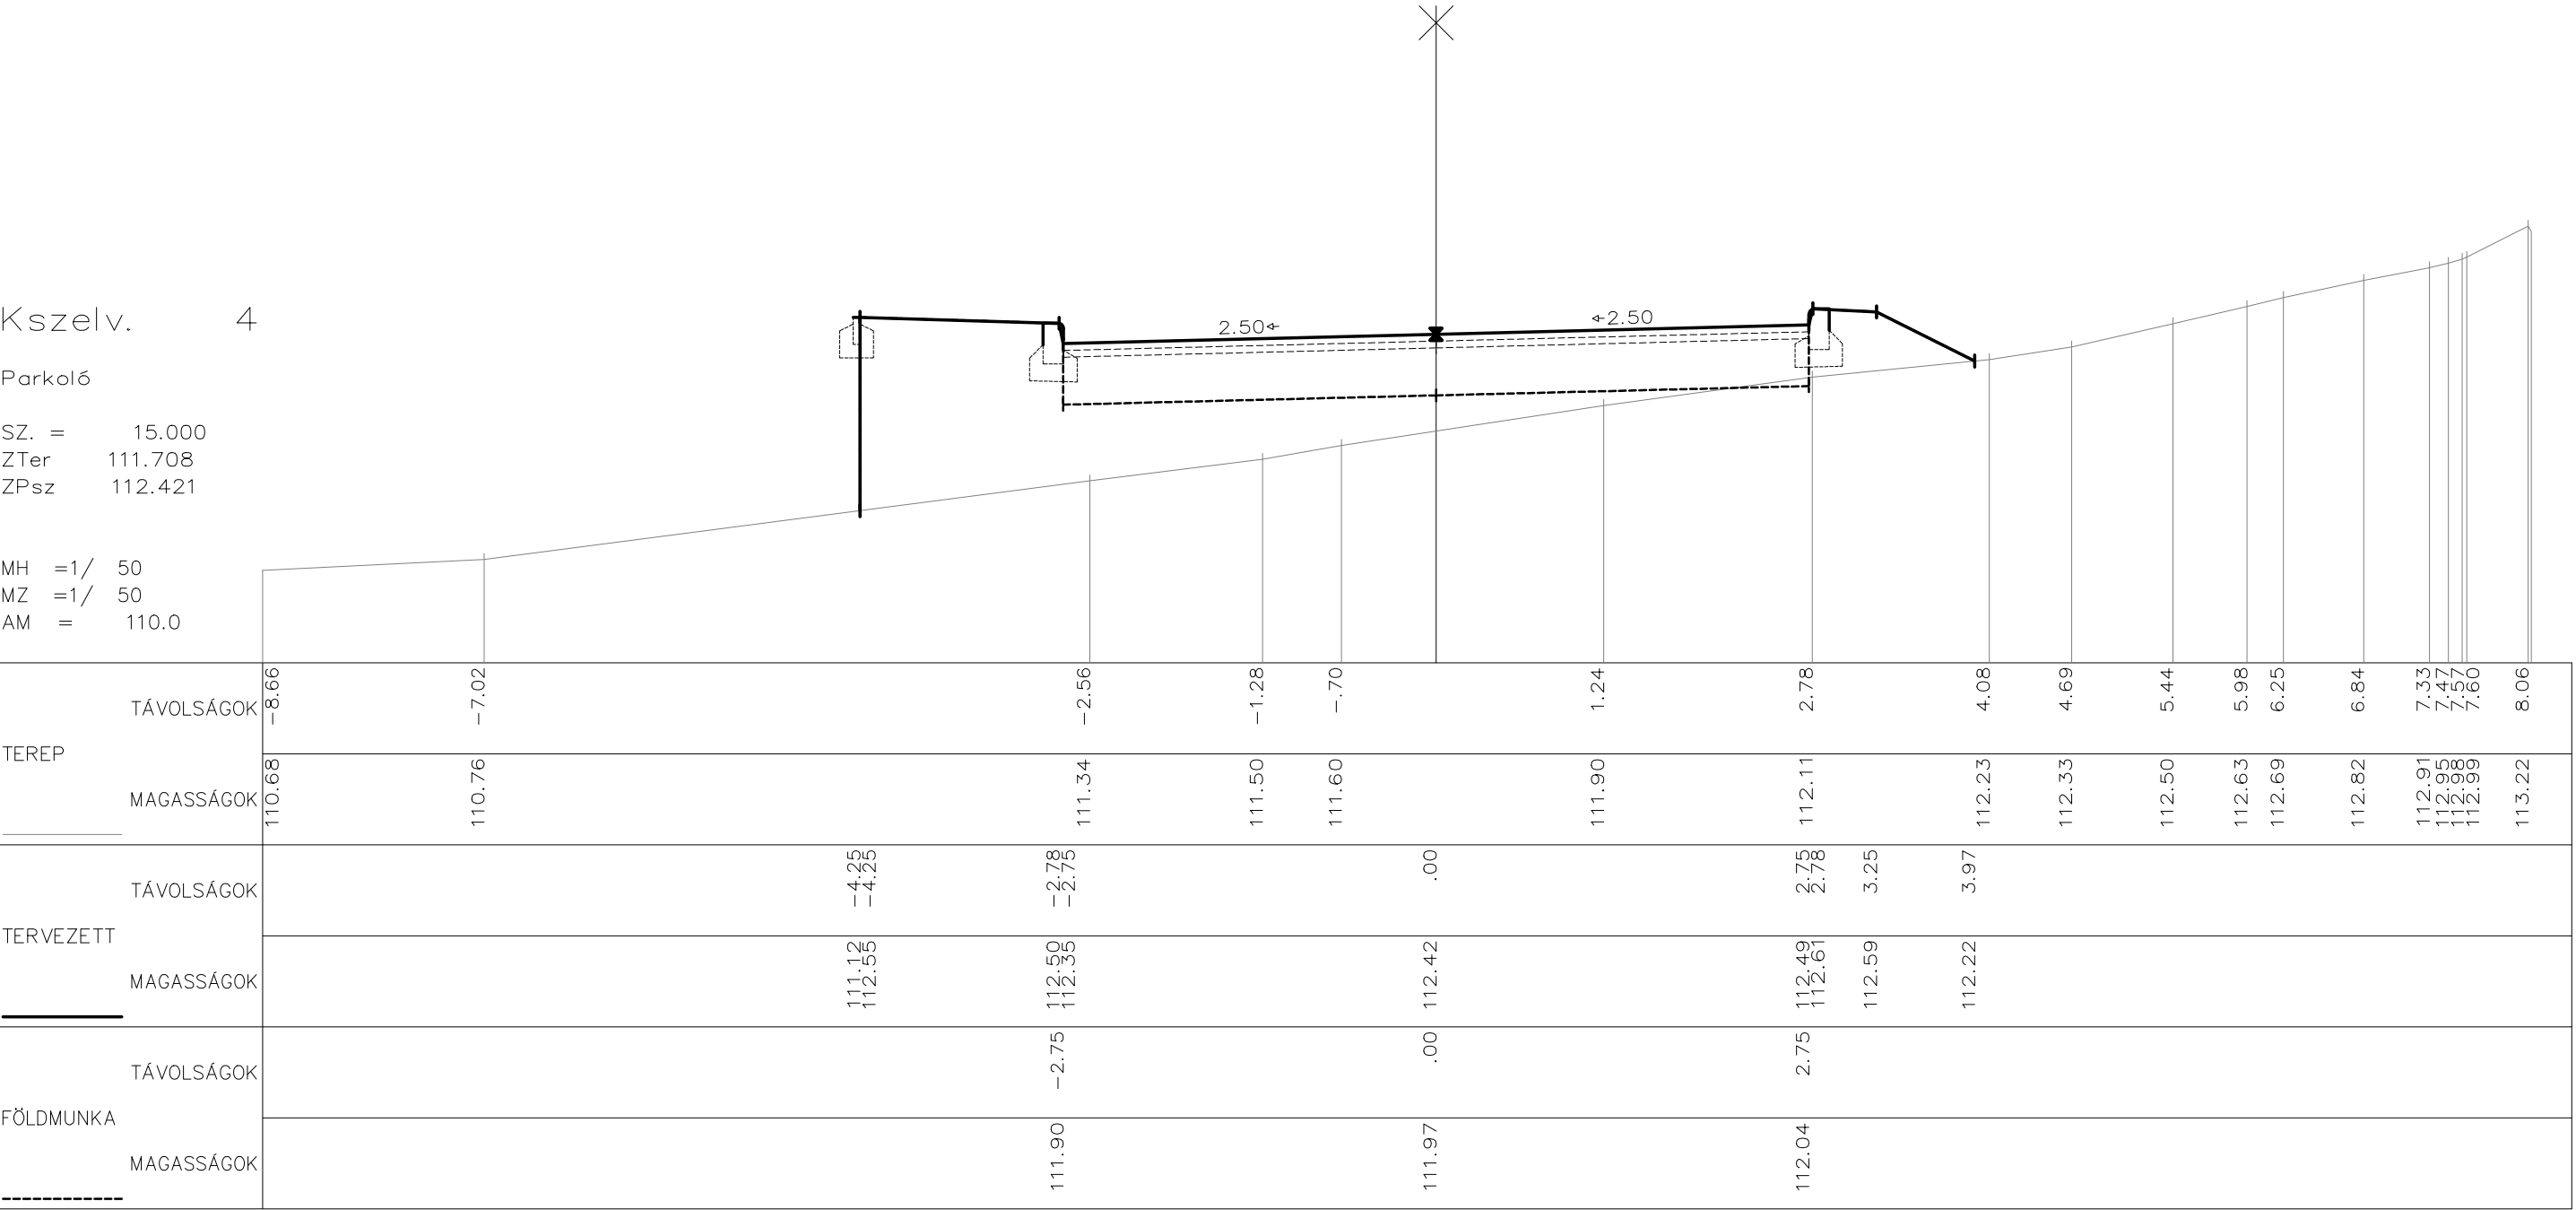 2.50
2.50
Kszelv. 4
Parkoló
SZ. = 15.000
ZTer 111.708
ZPsz 112.421
MH =1/ 50
MZ =1/ 50
AM = 110.0
TEREP
TÁVOLSÁGOK -8.66 -7.02 -2.56 -1.28 -.70 1.24 2.78 4.08 4.69 5.44 5.98 6.25 6.84 7.33 7.47 7.57 7.60 8.06
MAGASSÁGOK 110.68 110.76 111.34 111.50 111.60 111.90 112.11 112.23 112.33 112.50 112.63 112.69 112.82 112.91 112.95 112.98 112.99 113.22
TERVEZETT
TÁVOLSÁGOK -4.25 -4.25 -2.78 -2.75 .00 2.75 2.78 3.25 3.97
MAGASSÁGOK 111.12 112.55 112.50 112.35 112.42 112.49 112.61 112.59 112.22
FÖLDMUNKA
TÁVOLSÁGOK -2.75 .00 2.75
MAGASSÁGOK 111.90 111.97 112.04